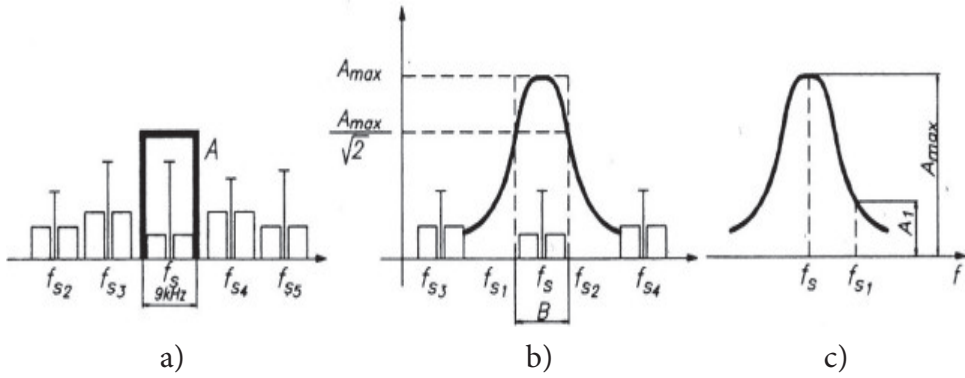 A
f_s2 f_s3 f_s f_s4 f_s5
9kHz
a)
A_max
A_max
√2
f_s3 f_s1 f_s f_s2 f_s4
B
b)
A_max
A_1
f_s f_s1 f
c)